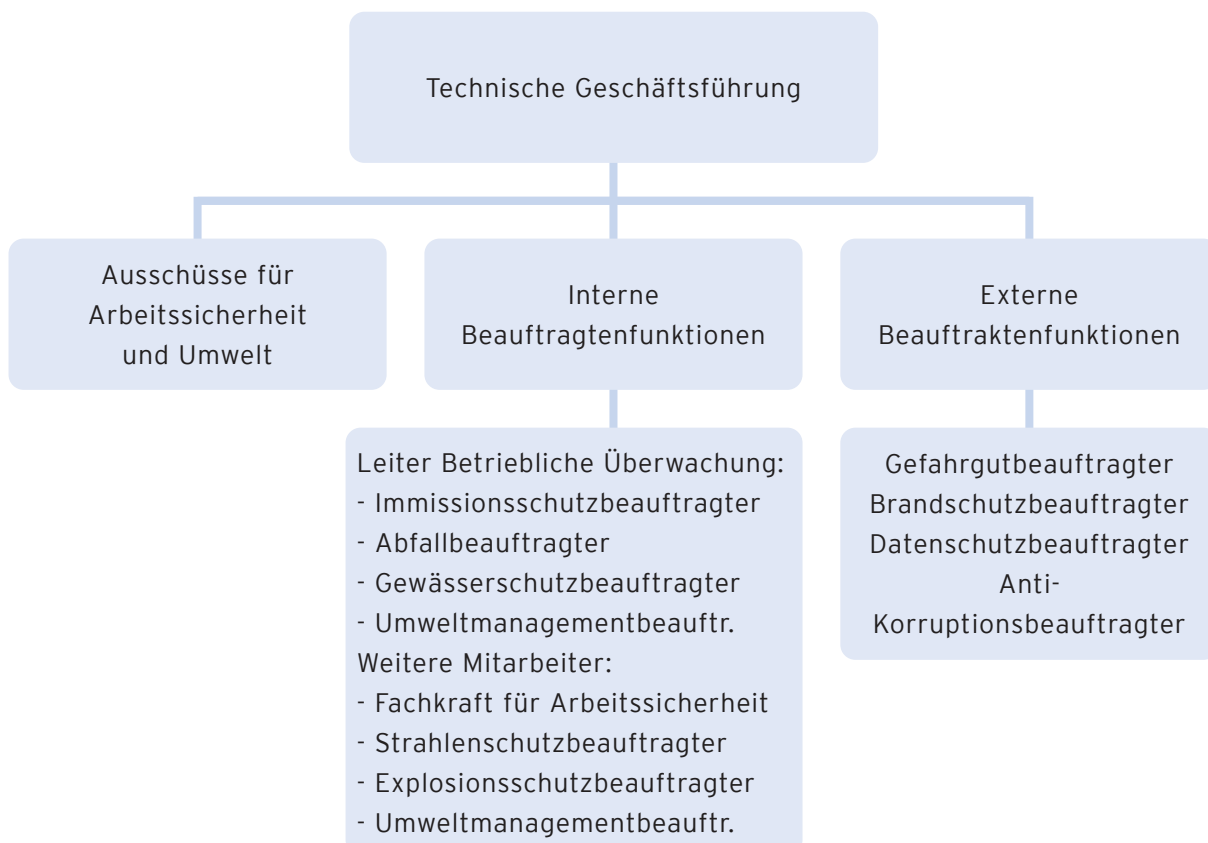 Technische Geschäftsführung
Ausschüsse für
Arbeitssicherheit
und Umwelt
Interne
Beauftragtenfunktionen
Externe
Beauftraktenfunktionen
Leiter Betriebliche Überwachung:
- Immissionsschutzbeauftragter
- Abfallbeauftragter
- Gewässerschutzbeauftragter
- Umweltmanagementbeauftr.
Weitere Mitarbeiter:
- Fachkraft für Arbeitssicherheit
- Strahlenschutzbeauftragter
- Explosionsschutzbeauftragter
- Umweltmanagementbeauftr.
Gefahrgutbeauftragter
Brandschutzbeauftragter
Datenschutzbeauftragter
Anti-
Korruptionsbeauftragter